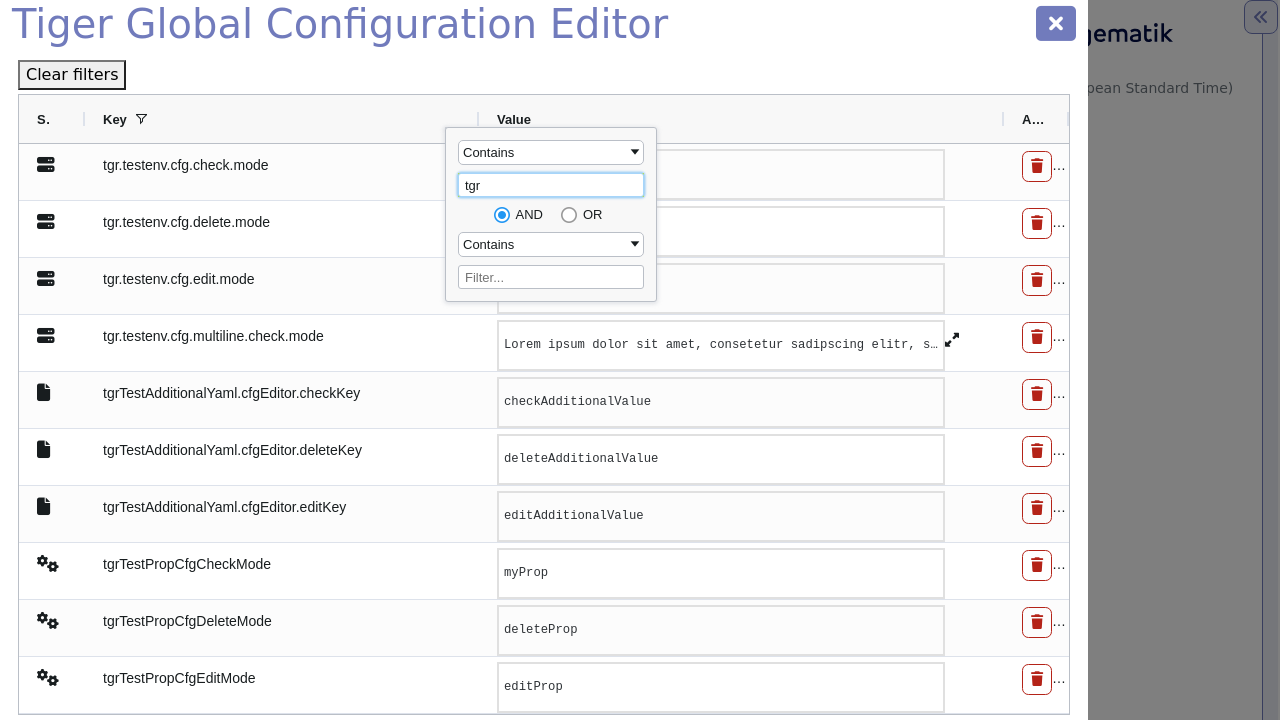 Tiger Global Configuration Editor
gematik
pean Standard Time)
Clear filters
S.
Key
Value
A...
Contains
tgr
AND
OR
Contains
Filter...
tgr.testenv.cfg.check.mode
...
tgr.testenv.cfg.delete.mode
...
tgr.testenv.cfg.edit.mode
...
tgr.testenv.cfg.multiline.check.mode
Lorem ipsum dolor sit amet, consetetur sadipscing elitr, s…
...
tgrTestAdditionalYaml.cfgEditor.checkKey
checkAdditionalValue
...
tgrTestAdditionalYaml.cfgEditor.deleteKey
deleteAdditionalValue
...
tgrTestAdditionalYaml.cfgEditor.editKey
editAdditionalValue
...
tgrTestPropCfgCheckMode
myProp
...
tgrTestPropCfgDeleteMode
deleteProp
...
tgrTestPropCfgEditMode
editProp
...